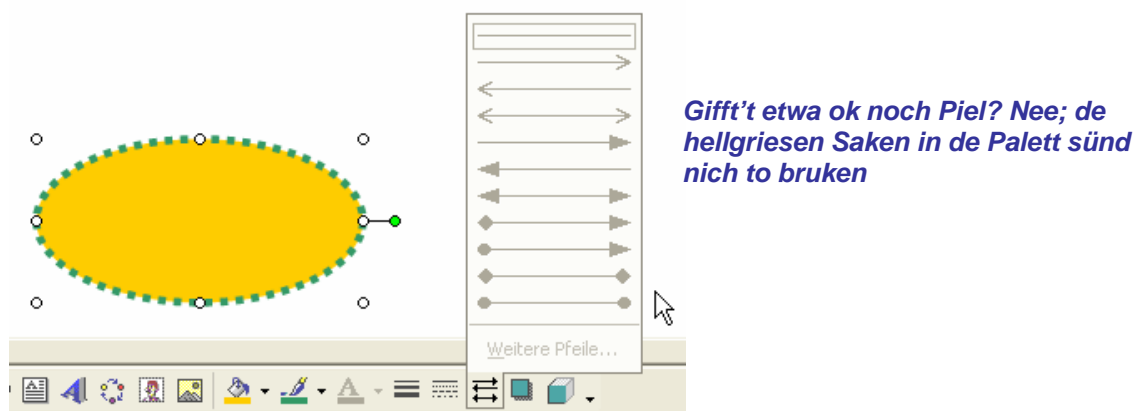 Gifft't etwa ok noch Piel? Nee; de
hellgriesen Saken in de Palett sünd
nich to bruken
Weitere Pfeile...